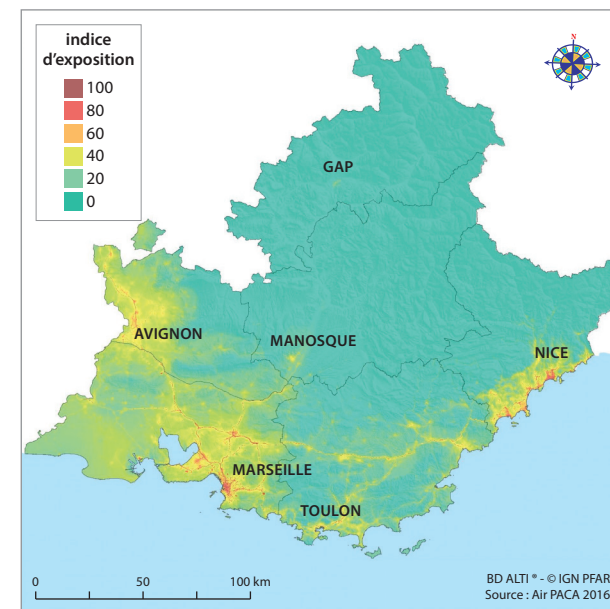 indice
d'exposition
100
80
60
40
20
0
N
GAP
AVIGNON
MANOSQUE
NICE
MARSEILLE
TOULON
0 50 100 km
BD ALTI ® - © IGN PFAR
Source : Air PACA 2016